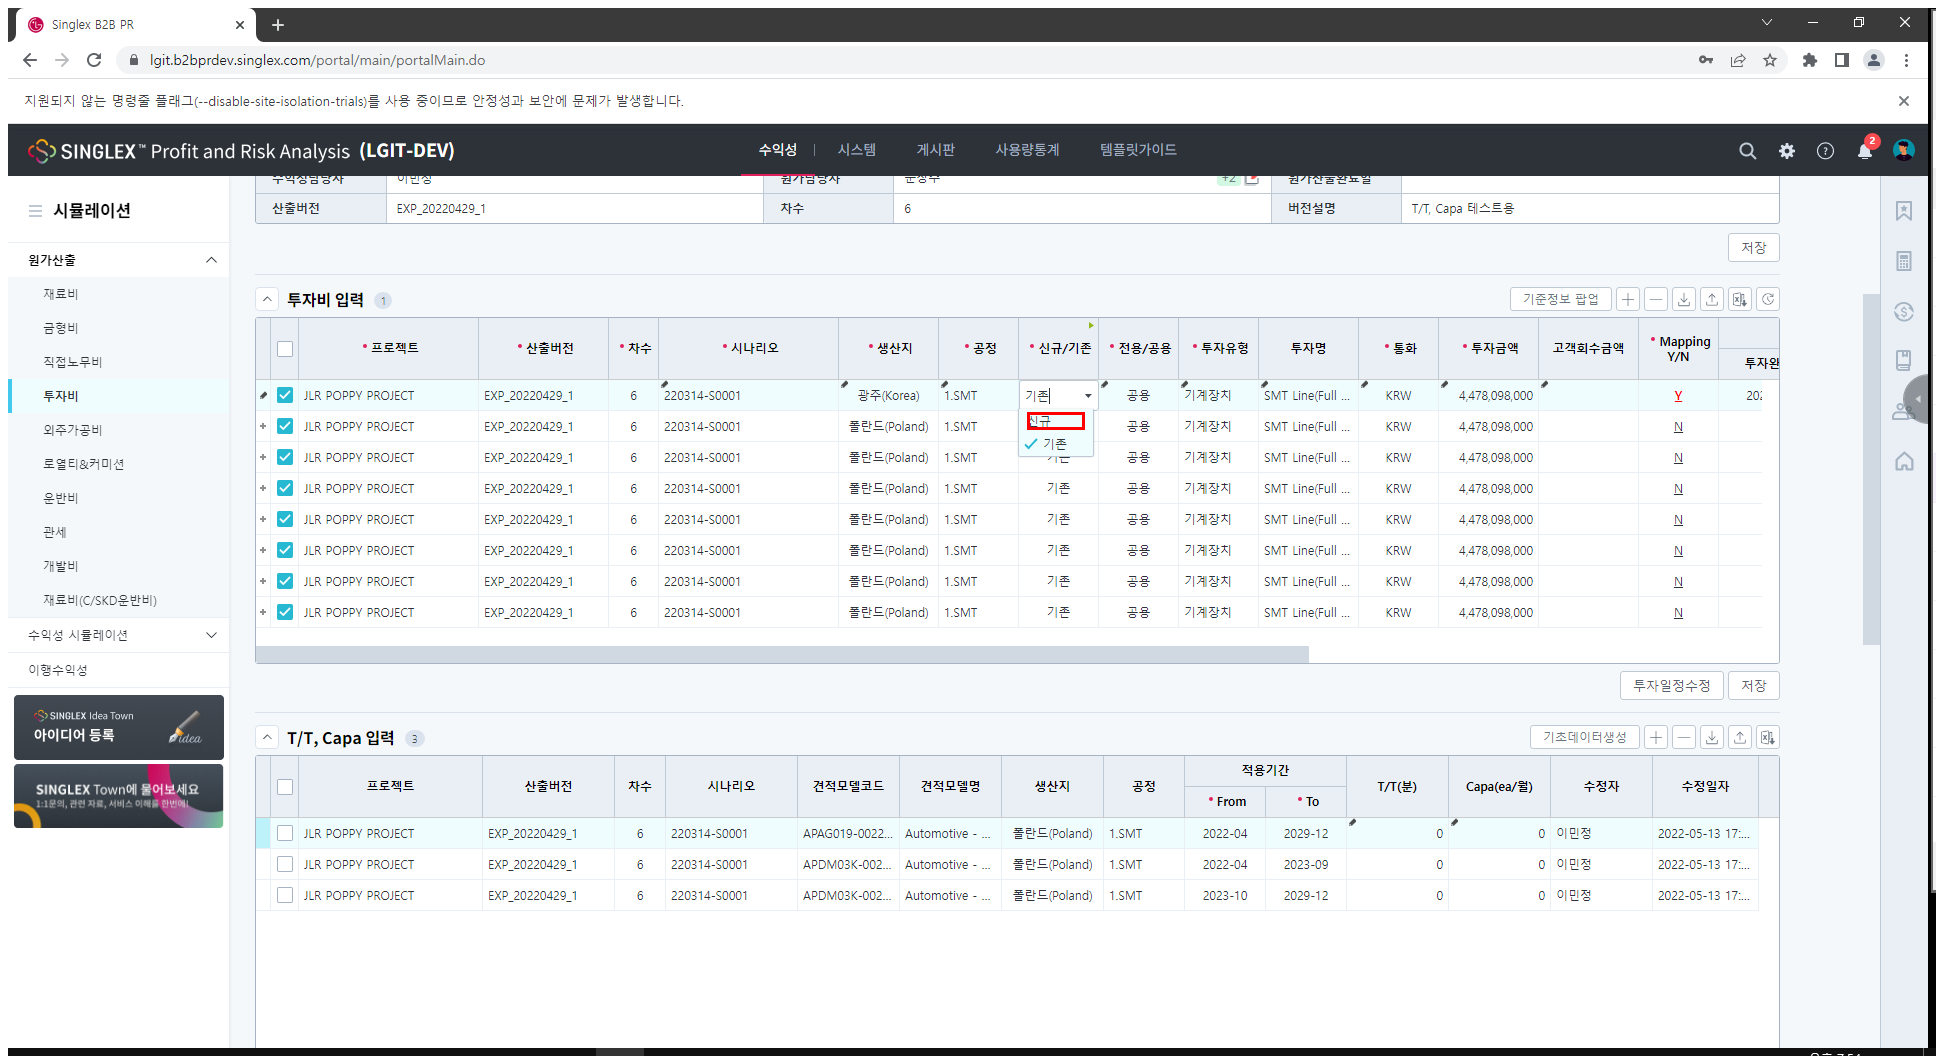 Singlex B2B PR
lgit.b2bprdev.singlex.com/portal/main/portalMain.do
지원되지 않는 명령줄 플래그(--disable-site-isolation-trials)를 사용 중이므로 안정성과 보안에 문제가 발생합니다.
SINGLEX™ Profit and Risk Analysis (LGIT-DEV)
수익성 시스템 게시판 사용량통계 템플릿가이드
2
시뮬레이션
원가산출
재료비
금형비
직접노무비
투자비
외주가공비
로열티&커미션
운반비
관세
개발비
재료비(C/SKD운반비)
수익성 시뮬레이션
이행수익성
SINGLEX Idea Town
아이디어 등록
idea
SINGLEX Town에 물어보세요
1:1문의, 관련 자료, 서비스 이해를 한번에!
수익성담당자 이민정 원가담당자 +2 원가산출완료일
산출버전 EXP_20220429_1 차수 6 버전설명 T/T, Capa 테스트용
저장
투자비 입력 1
기준정보 팝업
프로젝트 산출버전 차수 시나리오 생산지 공정 신규/기존 전용/공용 투자유형 투자명 통화 투자금액 고객회수금액 Mapping Y/N 투자완
JLR POPPY PROJECT EXP_20220429_1 6 220314-S0001 광주(Korea) 1.SMT 기존 공용 기계장치 SMT Line(Full ... KRW 4,478,098,000 Y 202
신규
기존
JLR POPPY PROJECT EXP_20220429_1 6 220314-S0001 폴란드(Poland) 1.SMT 공용 기계장치 SMT Line(Full ... KRW 4,478,098,000 N
JLR POPPY PROJECT EXP_20220429_1 6 220314-S0001 폴란드(Poland) 1.SMT 기존 공용 기계장치 SMT Line(Full ... KRW 4,478,098,000 N
JLR POPPY PROJECT EXP_20220429_1 6 220314-S0001 폴란드(Poland) 1.SMT 기존 공용 기계장치 SMT Line(Full ... KRW 4,478,098,000 N
JLR POPPY PROJECT EXP_20220429_1 6 220314-S0001 폴란드(Poland) 1.SMT 기존 공용 기계장치 SMT Line(Full ... KRW 4,478,098,000 N
JLR POPPY PROJECT EXP_20220429_1 6 220314-S0001 폴란드(Poland) 1.SMT 기존 공용 기계장치 SMT Line(Full ... KRW 4,478,098,000 N
JLR POPPY PROJECT EXP_20220429_1 6 220314-S0001 폴란드(Poland) 1.SMT 기존 공용 기계장치 SMT Line(Full ... KRW 4,478,098,000 N
JLR POPPY PROJECT EXP_20220429_1 6 220314-S0001 폴란드(Poland) 1.SMT 기존 공용 기계장치 SMT Line(Full ... KRW 4,478,098,000 N
투자일정수정 저장
T/T, Capa 입력 3
기초데이터생성
프로젝트 산출버전 차수 시나리오 견적모델코드 견적모델명 생산지 공정 적용기간 From To T/T(분) Capa(ea/월) 수정자 수정일자
JLR POPPY PROJECT EXP_20220429_1 6 220314-S0001 APAG019-0022... Automotive - ... 폴란드(Poland) 1.SMT 2022-04 2029-12 0 0 이민정 2022-05-13 17:...
JLR POPPY PROJECT EXP_20220429_1 6 220314-S0001 APDM03K-002... Automotive - ... 폴란드(Poland) 1.SMT 2022-04 2023-09 0 0 이민정 2022-05-13 17:...
JLR POPPY PROJECT EXP_20220429_1 6 220314-S0001 APDM03K-002... Automotive - ... 폴란드(Poland) 1.SMT 2023-10 2029-12 0 0 이민정 2022-05-13 17:...